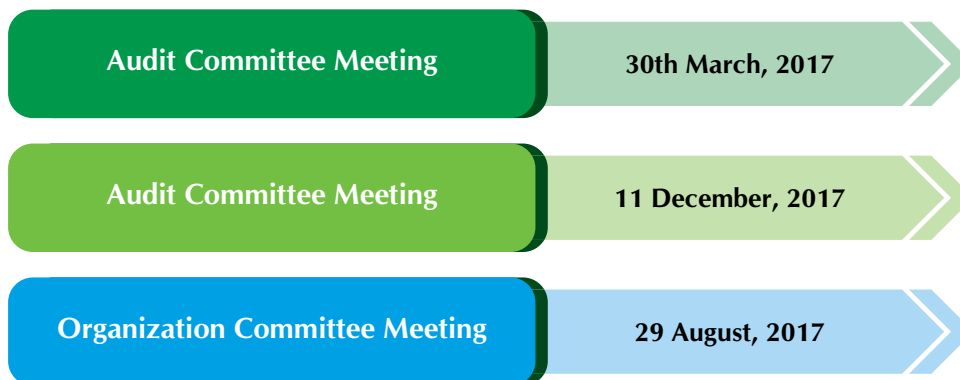 Audit Committee Meeting
30th March, 2017
Audit Committee Meeting
11 December, 2017
Organization Committee Meeting
29 August, 2017